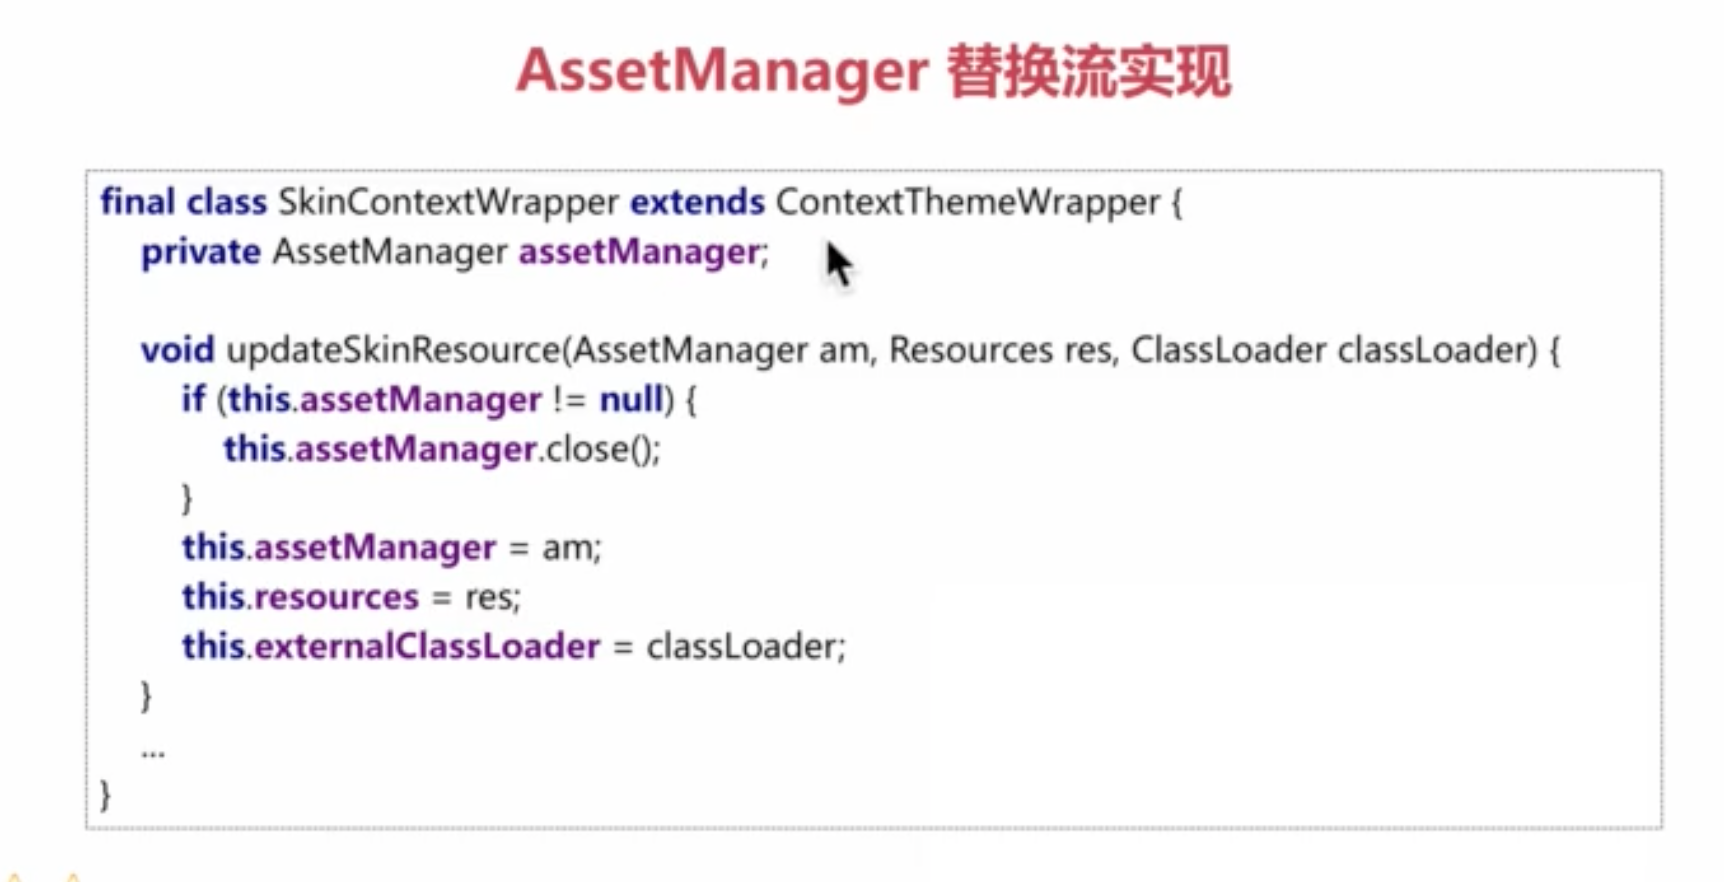 AssetManager 替换流实现
final class SkinContextWrapper extends ContextThemeWrapper {
private AssetManager assetManager;
void updateSkinResource(AssetManager am, Resources res, ClassLoader classLoader) {
if (this.assetManager != null) {
this.assetManager.close();
}
this.assetManager = am;
this.resources = res;
this.externalClassLoader = classLoader;
}
...
}